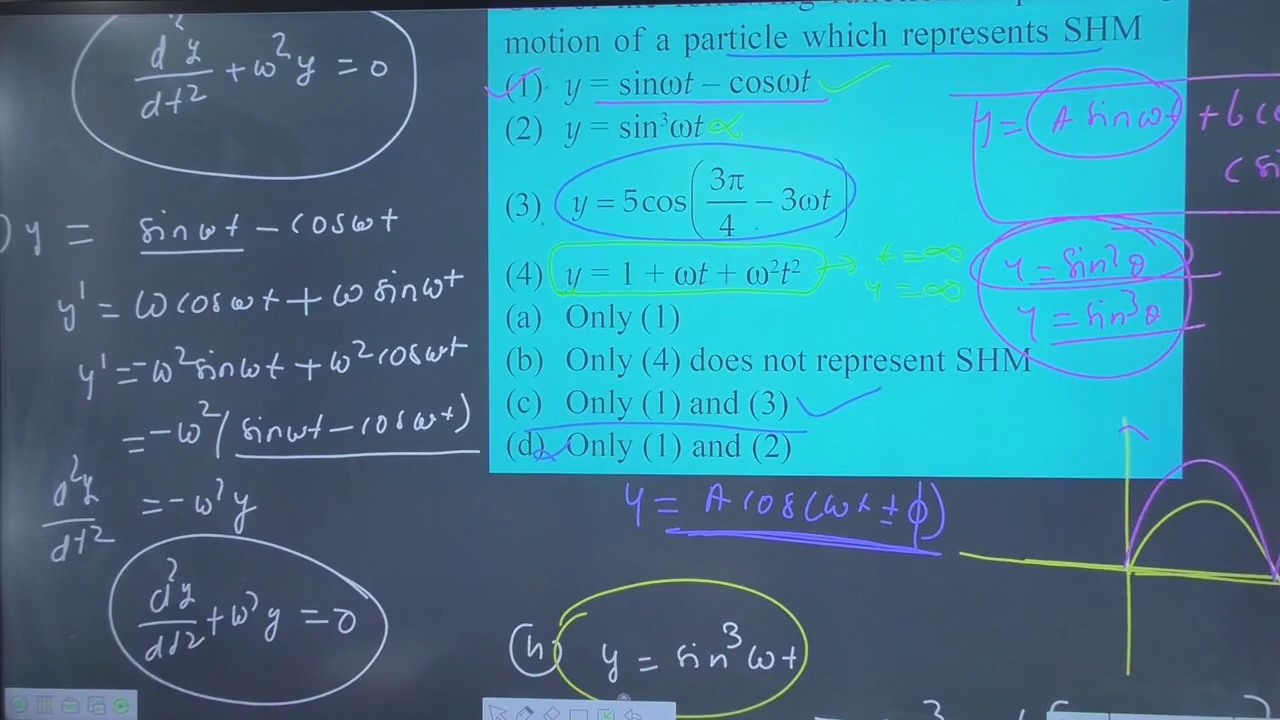 d²y/dt² + ω²y = 0
y = sinωt - cosωt
y' = ωcosωt + ωsinωt
y' = -ω²sinωt + ω²cosωt
= -ω²(sinωt - cosωt)
d²y/dt² = -ω²y
d²y/dt² + ω²y = 0
motion of a particle which represents SHM
(1) y = sinωt – cosωt
(2) y = sin³ωt
(3) y = 5cos(3π/4 – 3ωt)
(4) y = 1 + ωt + ω²t²
t = ∞
y = ∞
(a) Only (1)
(b) Only (4) does not represent SHM
(c) Only (1) and (3)
(d) Only (1) and (2)
y = A sinωt + b
y = sin²θ
y = sin³θ
y = A cos(ωt ± φ)
y = sin³ωt